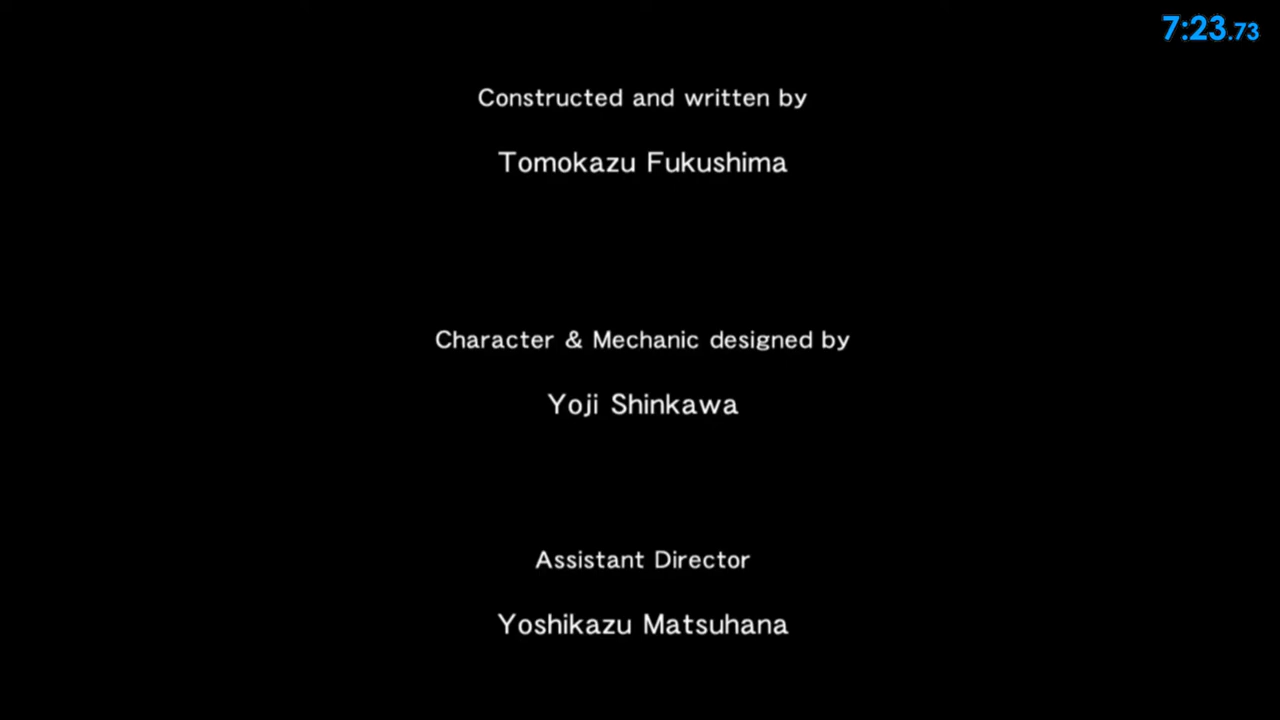 7:23.73
Constructed and written by
Tomokazu Fukushima
Character & Mechanic designed by
Yoji Shinkawa
Assistant Director
Yoshikazu Matsuhana